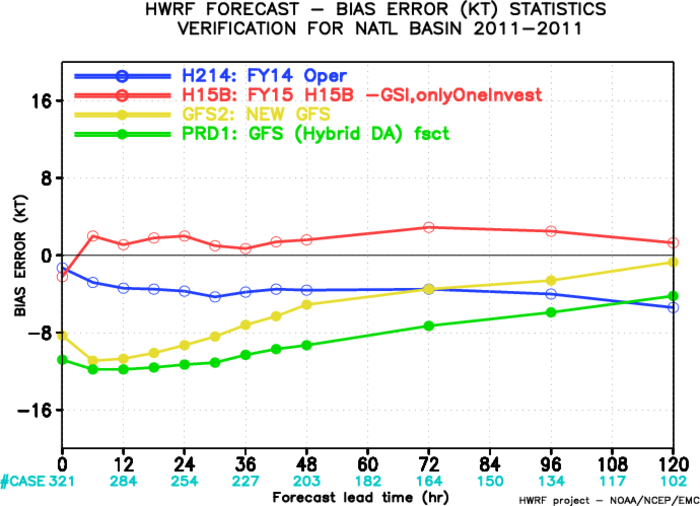 HWRF FORECAST − BIAS ERROR (KT) STATISTICS
VERIFICATION FOR NATL BASIN 2011−2011
H214: FY14 Oper
H15B: FY15 H15B −GSI,onlyOneInvest
GFS2: NEW GFS
PRD1: GFS (Hybrid DA) fsct
BIAS ERROR (KT)
16
8
0
−8
−16
0 12 24 36 48 60 72 84 96 108 120
#CASE 321 284 254 227 203 182 164 150 134 117 102
Forecast lead time (hr)
HWRF project − NOAA/NCEP/EMC